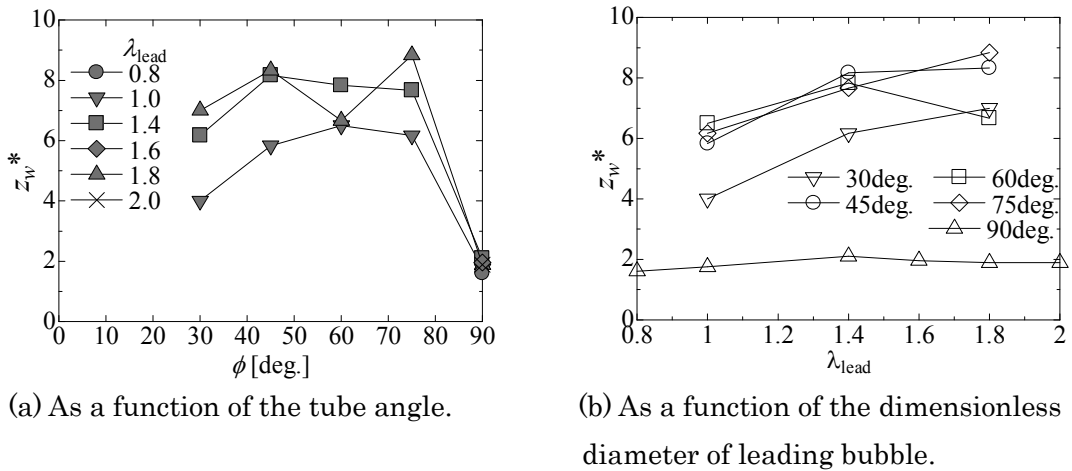 10
8
6
4
2
0
z_w*
λ_lead
0.8
1.0
1.4
1.6
1.8
2.0
0 10 20 30 40 50 60 70 80 90
ϕ [deg.]
(a) As a function of the tube angle.
10
8
6
4
2
0
z_w*
30deg. 60deg.
45deg. 75deg.
90deg.
0.8 1 1.2 1.4 1.6 1.8 2
λ_lead
(b) As a function of the dimensionless
diameter of leading bubble.